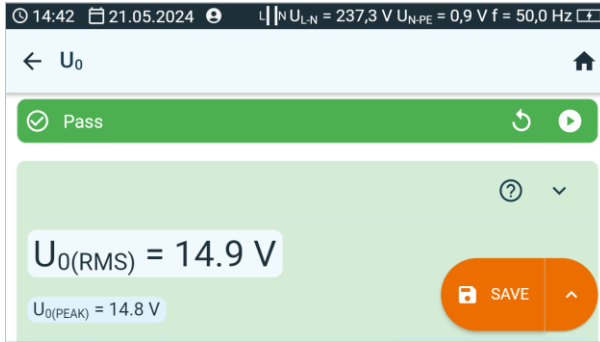 14:42 21.05.2024 L N U L-N = 237,3 V U N-PE = 0,9 V f = 50,0 Hz
U₀
Pass
U0(RMS) = 14.9 V
U0(PEAK) = 14.8 V
SAVE